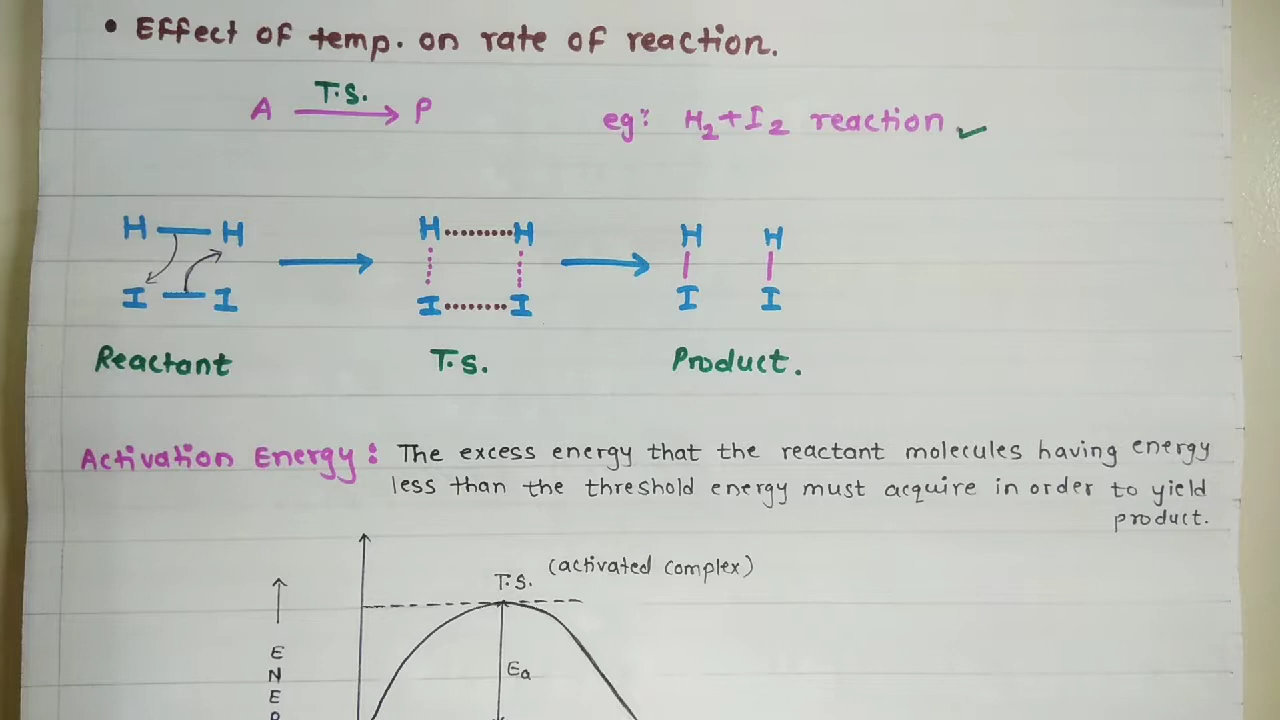 • Effect of temp. on rate of reaction.
T.S.
A → P eg: H2+I2 reaction ✓
H — H → H ........ H → H H
I — I I ........ I I I
Reactant T.S. Product.
Activation Energy: The excess energy that the reactant molecules having energy
less than the threshold energy must acquire in order to yield
product.
T.S. (activated complex)
Ea
E
N
E